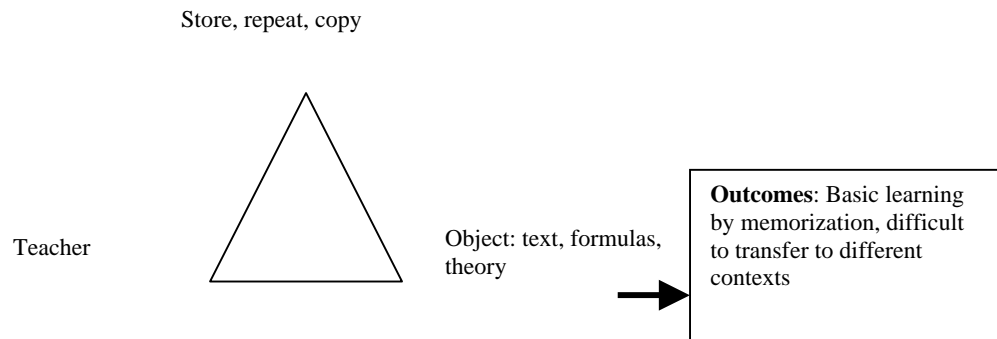 Store, repeat, copy
Teacher
Object: text, formulas,
theory
Outcomes: Basic learning
by memorization, difficult
to transfer to different
contexts